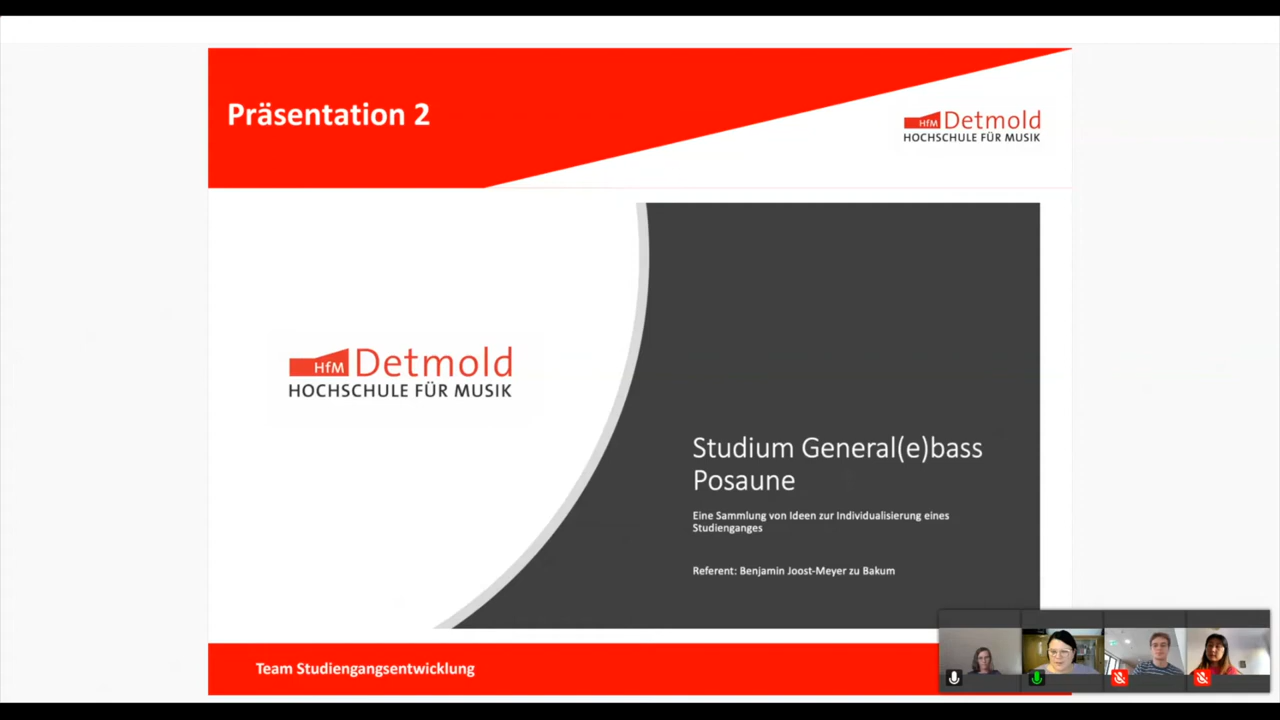 Präsentation 2
HfM Detmold
HOCHSCHULE FÜR MUSIK
HfM Detmold
HOCHSCHULE FÜR MUSIK
Studium General(e)bass
Posaune
Eine Sammlung von Ideen zur Individualisierung eines
Studienganges
Referent: Benjamin Joost-Meyer zu Bakum
Team Studiengangsentwicklung